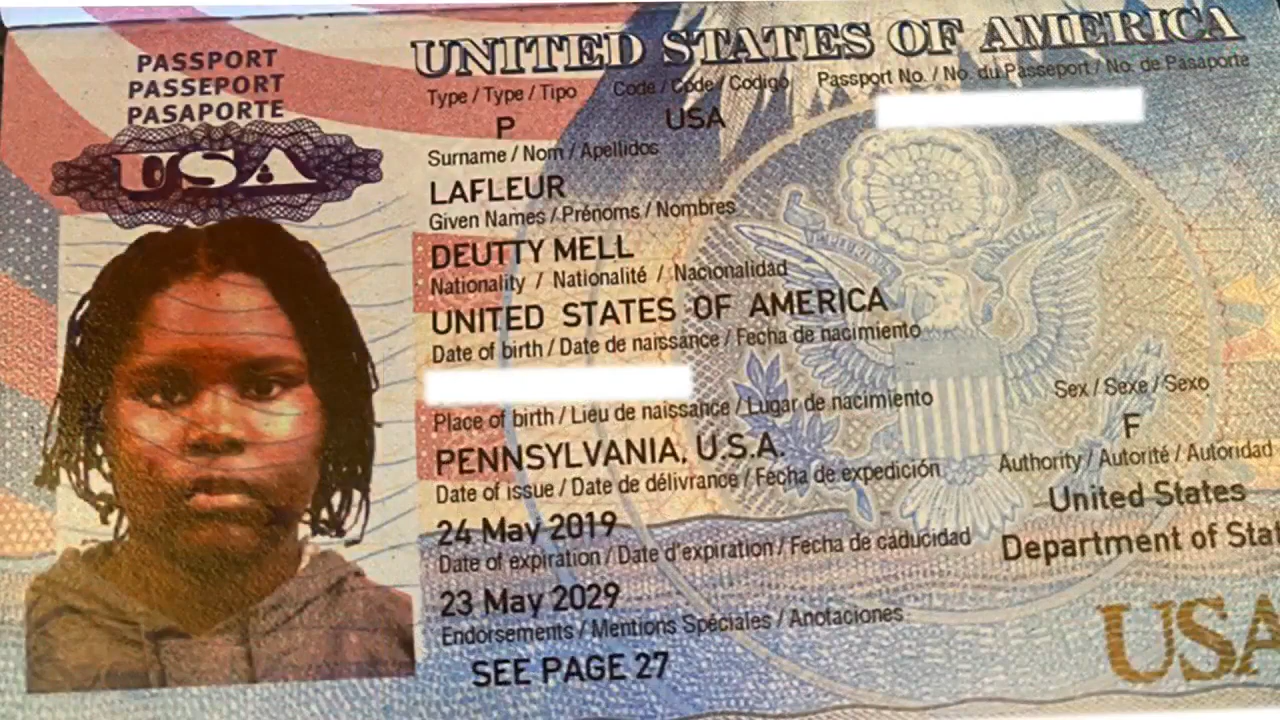 PASSPORT
PASSEPORT
PASAPORTE
USA
UNITED STATES OF AMERICA
Type / Type / Tipo Code / Code / Codigo Passport No. / No. du Passeport / No. de Pasaporte
P USA
Surname / Nom / Apellidos
LAFLEUR
Given Names / Prénoms / Nombres
DEUTTY MELL
Nationality / Nationalité / Nacionalidad
UNITED STATES OF AMERICA
Date of birth / Date de naissance / Fecha de nacimiento
Place of birth / Lieu de naissance / Lugar de nacimiento
PENNSYLVANIA, U.S.A.
Sex / Sexe / Sexo
F
Date of issue / Date de délivrance / Fecha de expedición
24 May 2019
Authority / Autorité / Autoridad
United States
Department of Stat
Date of expiration / Date d'expiration / Fecha de caducidad
23 May 2029
Endorsements / Mentions Spéciales / Anotaciones
SEE PAGE 27
USA